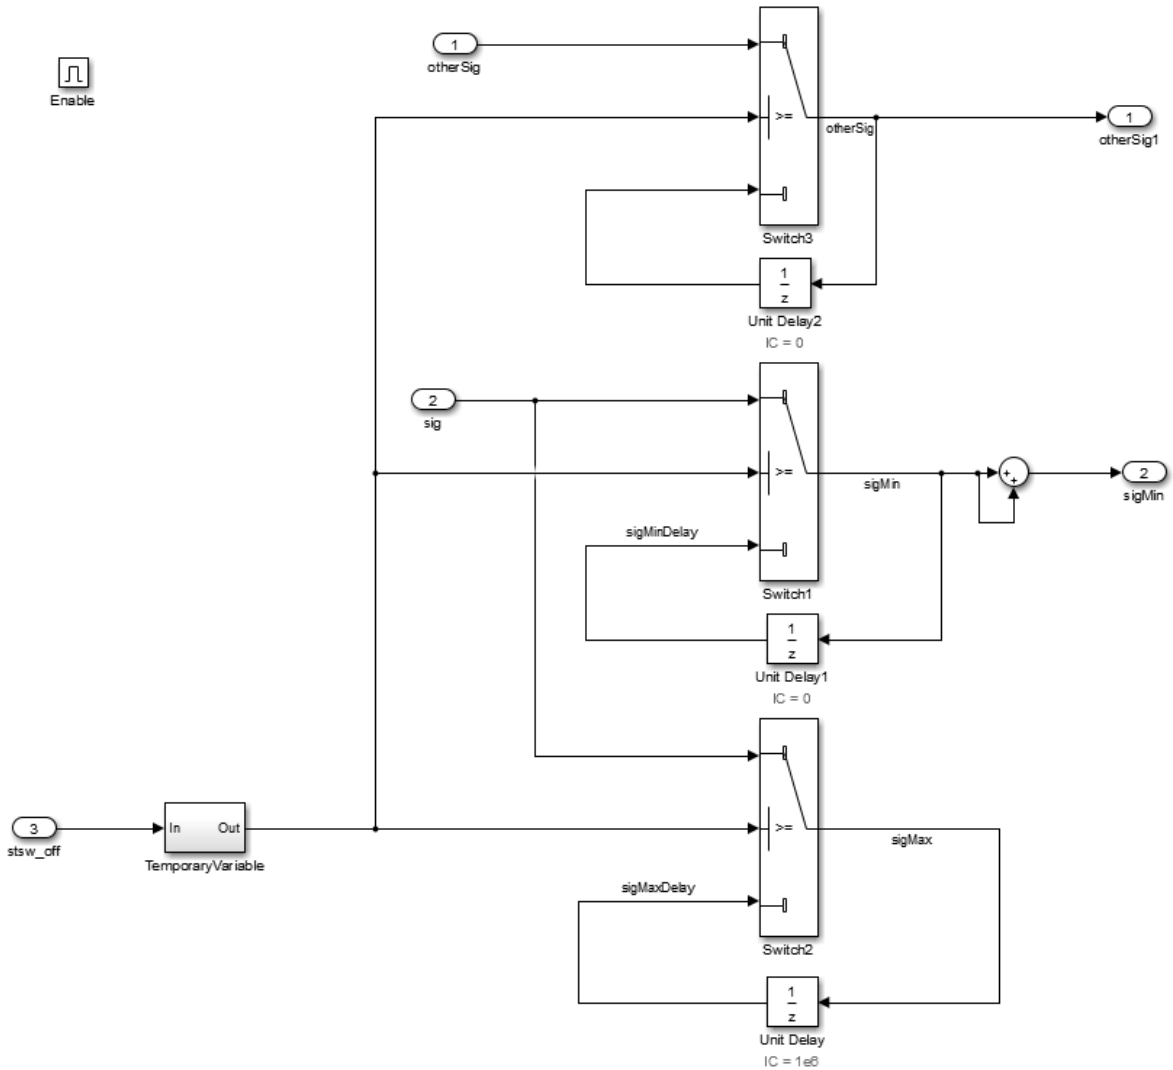 1
otherSig
Enable
>=
otherSig
1
otherSig1
Switch3
1
z
Unit Delay2
IC = 0
2
sig
>=
sigMin
+
+
2
sigMin
sigMinDelay
Switch1
1
z
Unit Delay1
IC = 0
3
stsw_off
In Out
TemporaryVariable
>=
sigMax
sigMaxDelay
Switch2
1
z
Unit Delay
IC = 1e6